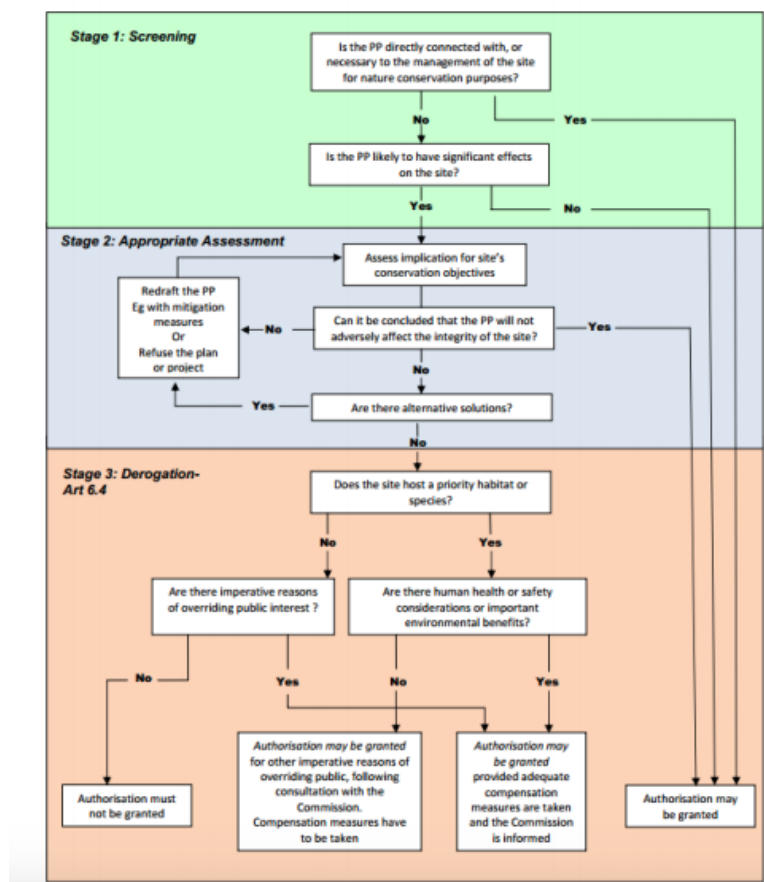 Stage 1: Screening
Is the PP directly connected with, or
necessary to the management of the site
for nature conservation purposes?
No
Yes
Is the PP likely to have significant effects
on the site?
Yes
No
Stage 2: Appropriate Assessment
Assess implication for site's
conservation objectives
Redraft the PP
Eg with mitigation
measures
Or
Refuse the plan
or project
Can it be concluded that the PP will not
adversely affect the integrity of the site?
No
Yes
No
Are there alternative solutions?
Yes
No
Stage 3: Derogation-
Art 6.4
Does the site host a priority habitat or
species?
No
Yes
Are there imperative reasons
of overriding public interest ?
Are there human health or safety
considerations or important
environmental benefits?
No
Yes
No
Yes
Authorisation must
not be granted
Authorisation may be granted
for other imperative reasons of
overriding public, following
consultation with the
Commission.
Compensation measures have
to be taken
Authorisation may
be granted
provided adequate
compensation
measures are taken
and the Commission
is informed
Authorisation may
be granted